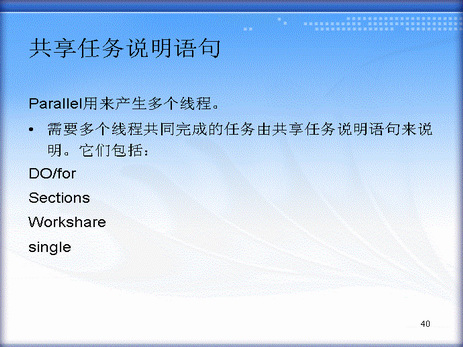 共享任务说明语句
Parallel用来产生多个线程。
• 需要多个线程共同完成的任务由共享任务说明语句来说
明。它们包括：
DO/for
Sections
Workshare
single
40